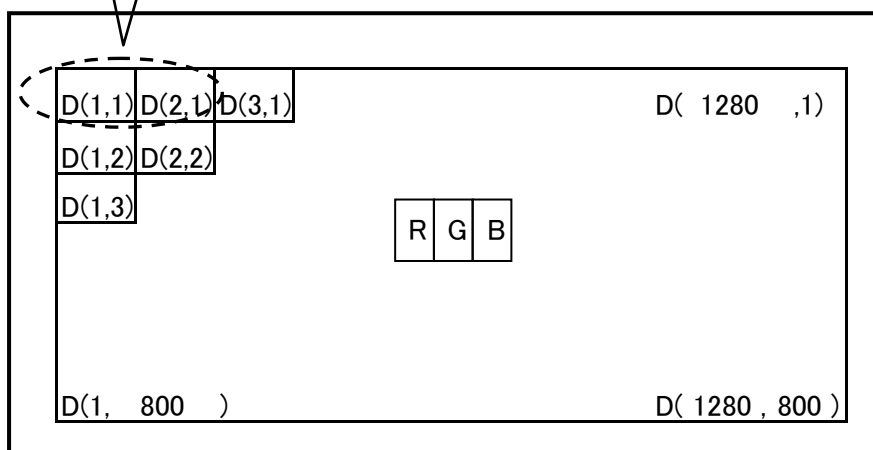 D(1,1) D(2,1) D(3,1) D( 1280 ,1)
D(1,2) D(2,2)
D(1,3)
R G B
D(1, 800 ) D( 1280 , 800 )